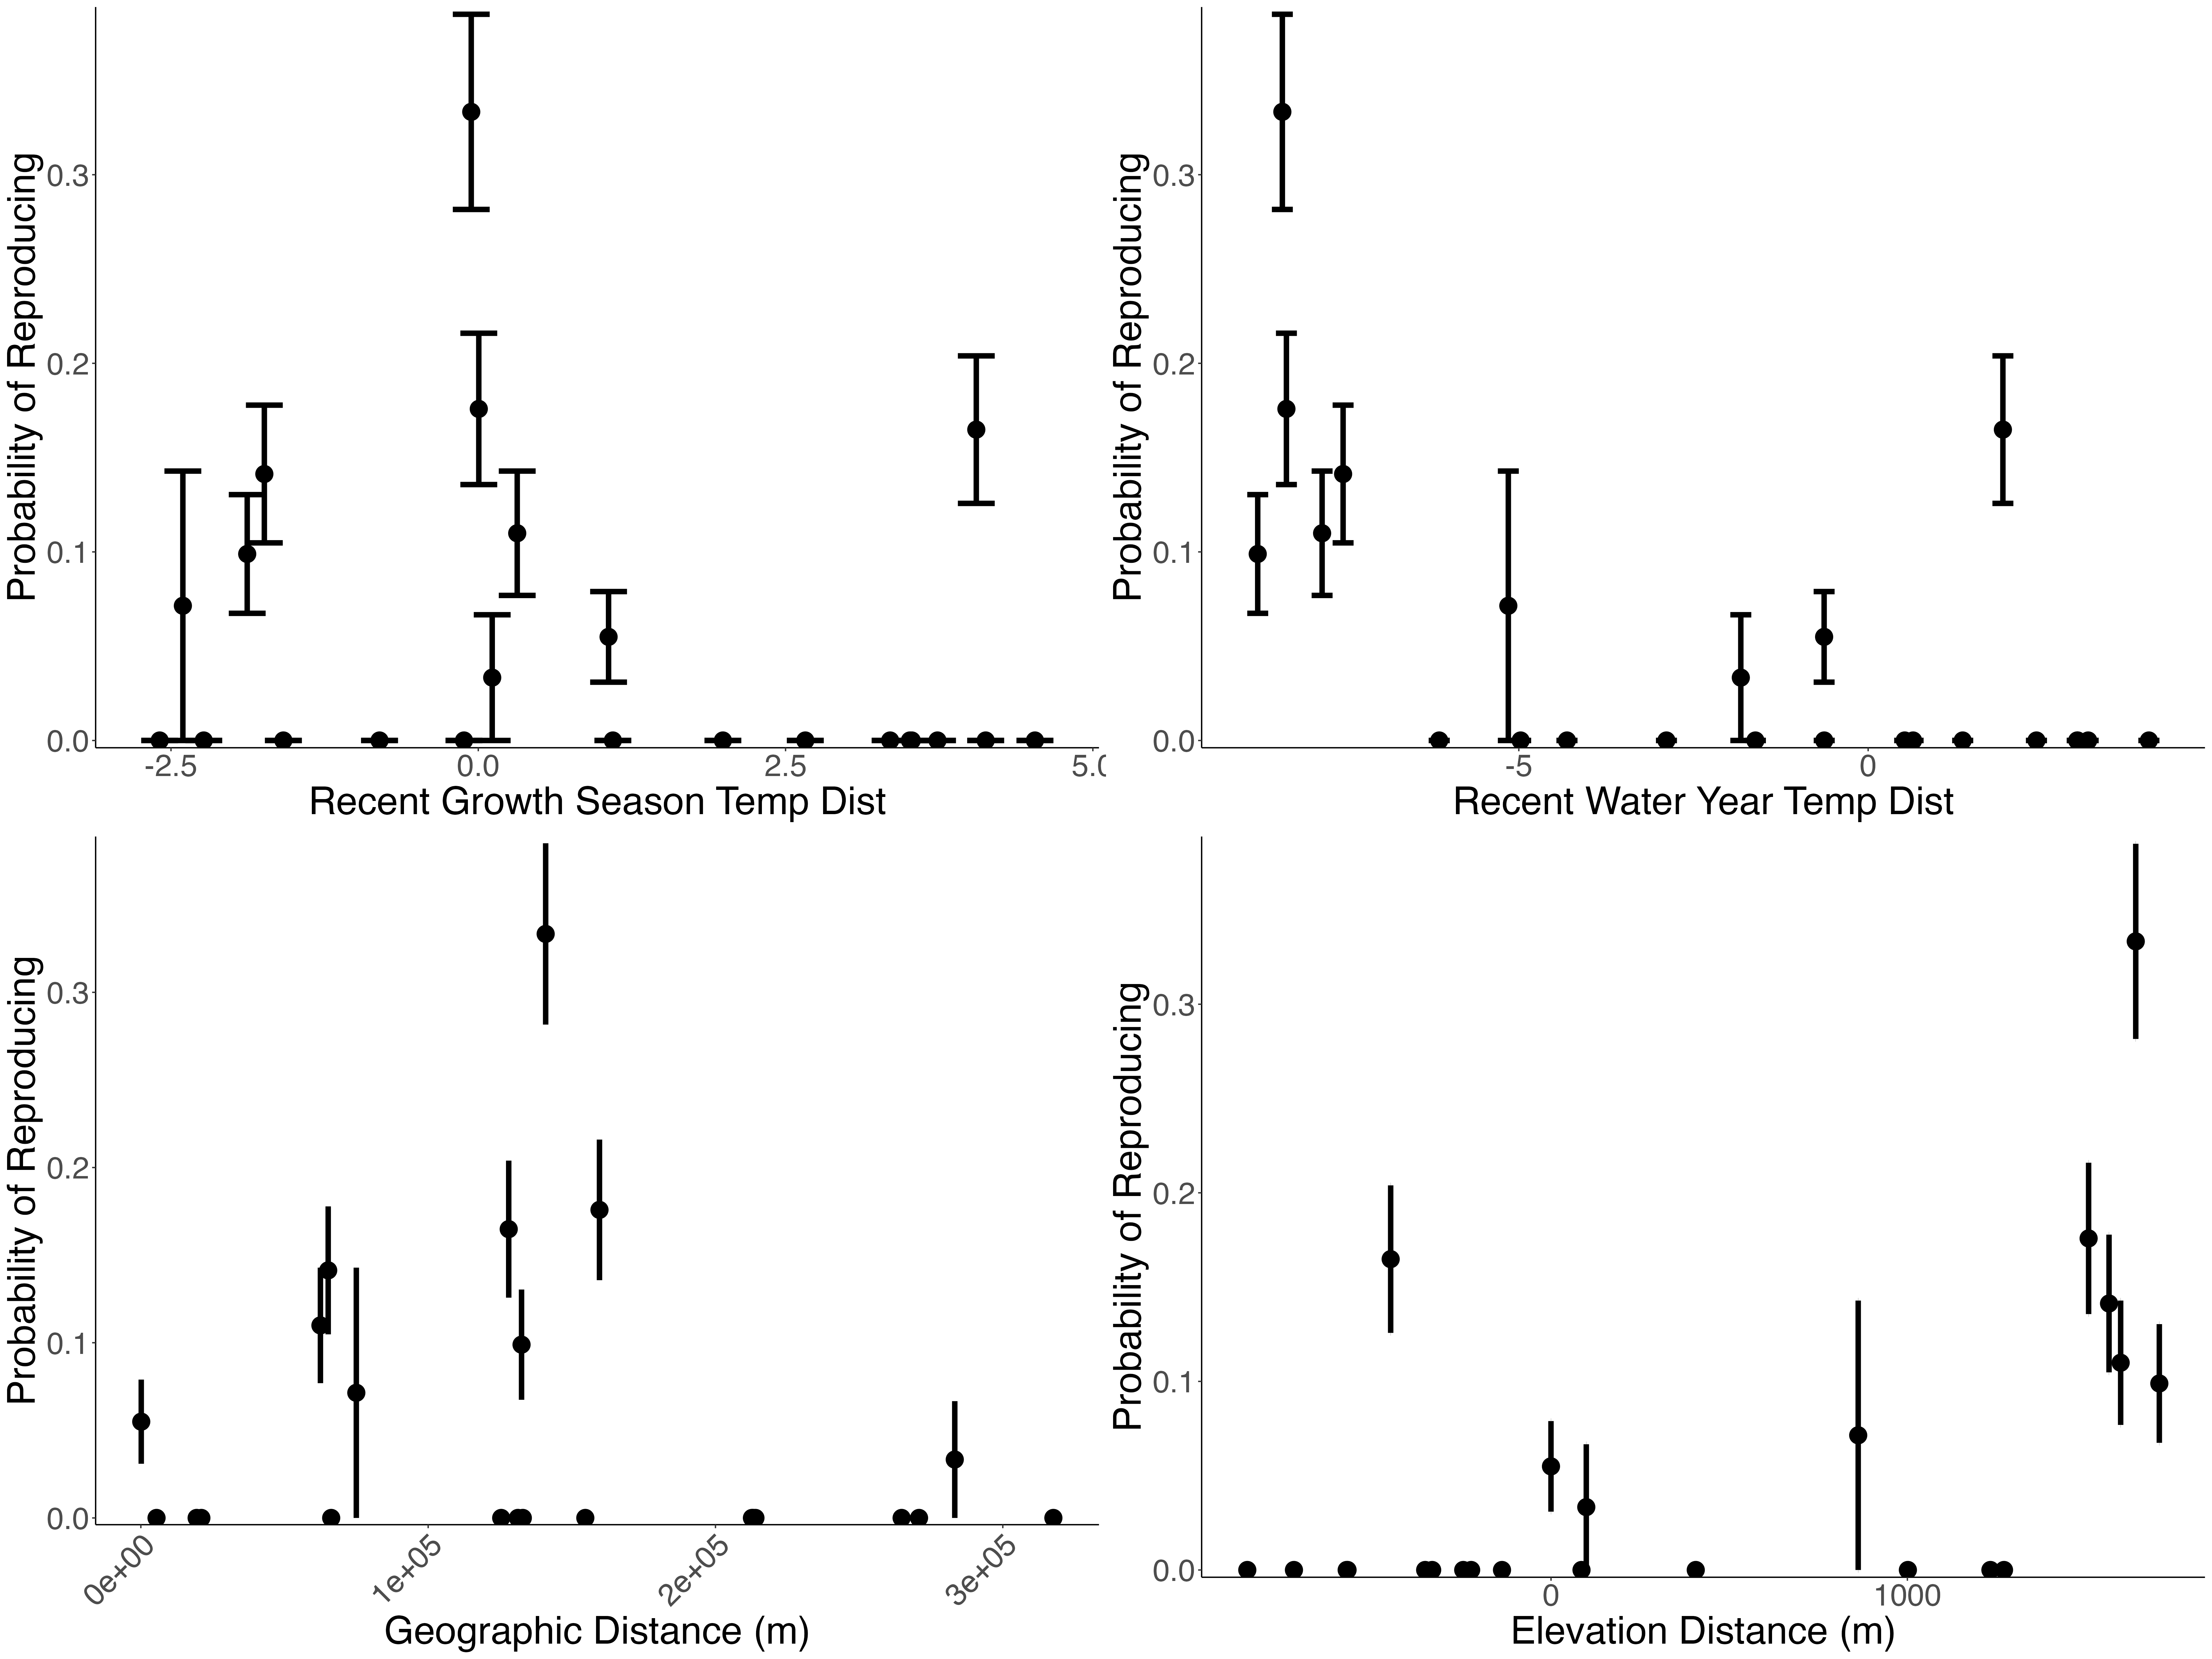 Probability of Reproducing
0.3
0.2
0.1
0.0
-2.5 0.0 2.5 5.0
Recent Growth Season Temp Dist
Probability of Reproducing
0.3
0.2
0.1
0.0
-5 0
Recent Water Year Temp Dist
Probability of Reproducing
0.3
0.2
0.1
0.0
0e+00 1e+05 2e+05 3e+05
Geographic Distance (m)
Probability of Reproducing
0.3
0.2
0.1
0.0
0 1000
Elevation Distance (m)